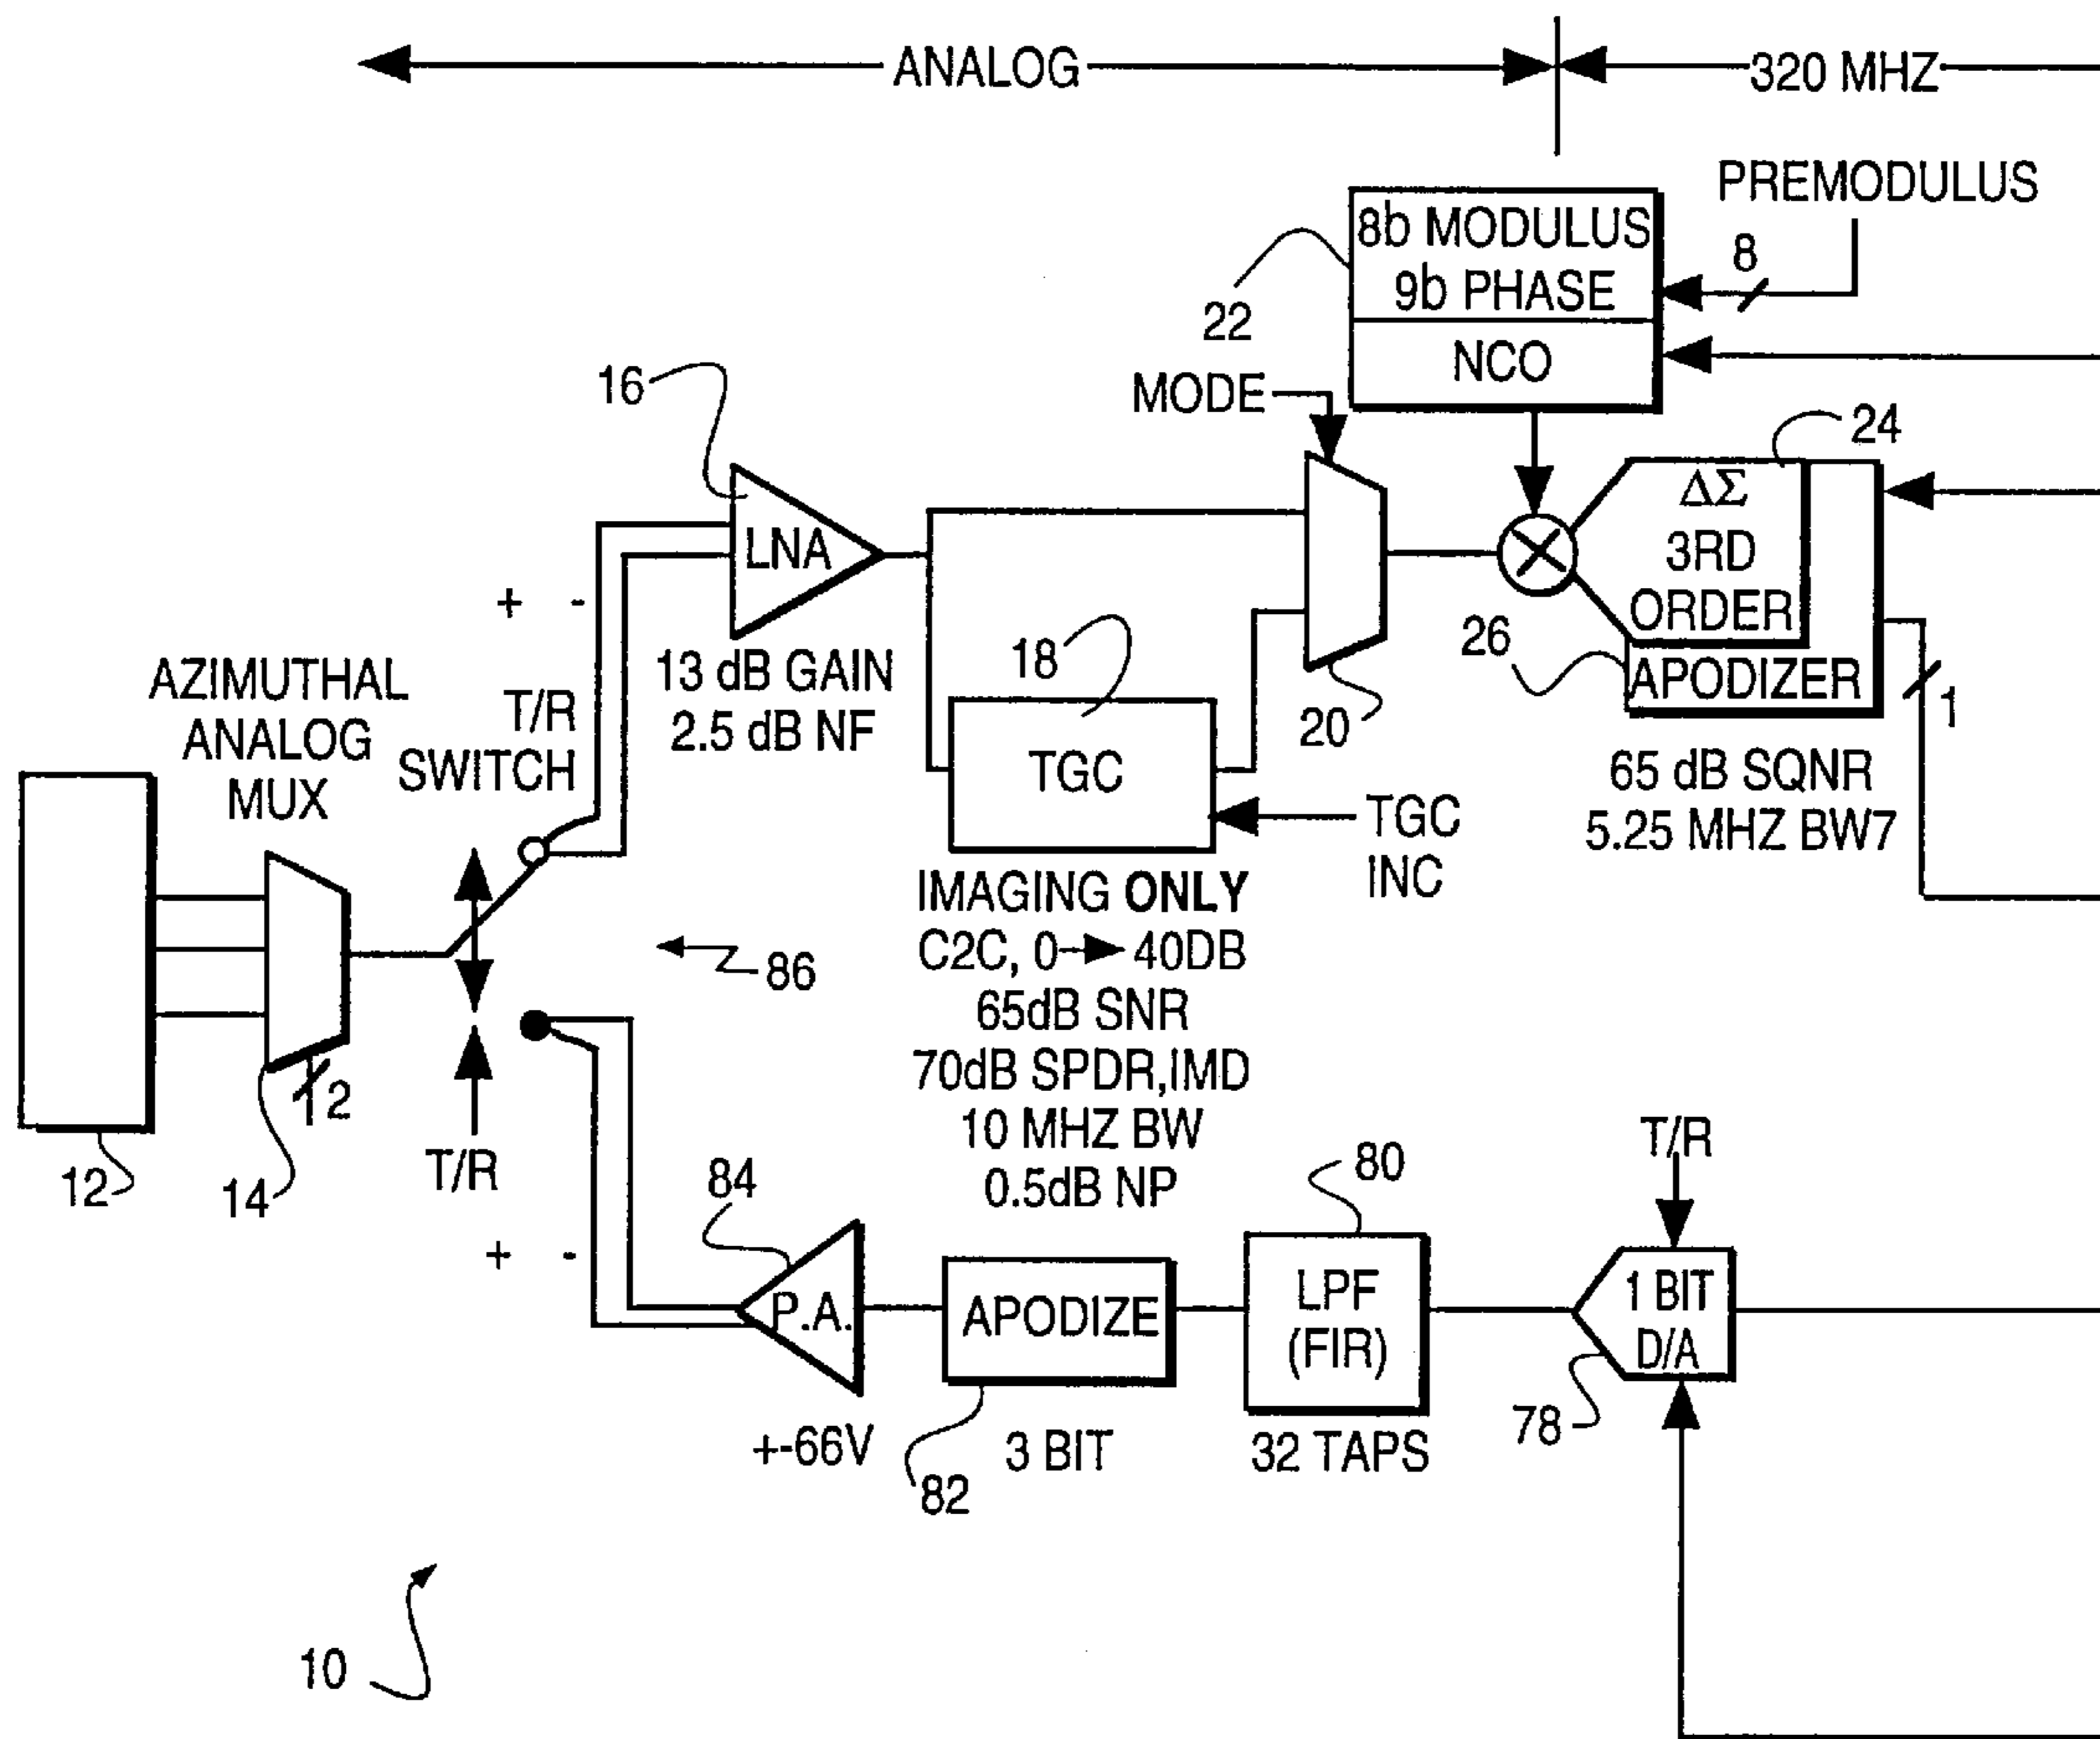 ANALOG
320 MHZ
PREMODULUS
8b MODULUS
9b PHASE
8
22
NCO
MODE
16
24
LNA
ΔΣ
3RD
ORDER
+ -
26
APODIZER
1
18
20
13 dB GAIN
2.5 dB NF
AZIMUTHAL
ANALOG
MUX
T/R
SWITCH
TGC
65 dB SQNR
5.25 MHZ BW7
TGC
INC
IMAGING ONLY
C2C, 0 → 40DB
65dB SNR
70dB SPDR,IMD
10 MHZ BW
0.5dB NP
86
2
12
14
T/R
84
80
T/R
+ -
P.A.
APODIZE
LPF
(FIR)
1 BIT
D/A
78
+-66V
82
3 BIT
32 TAPS
10